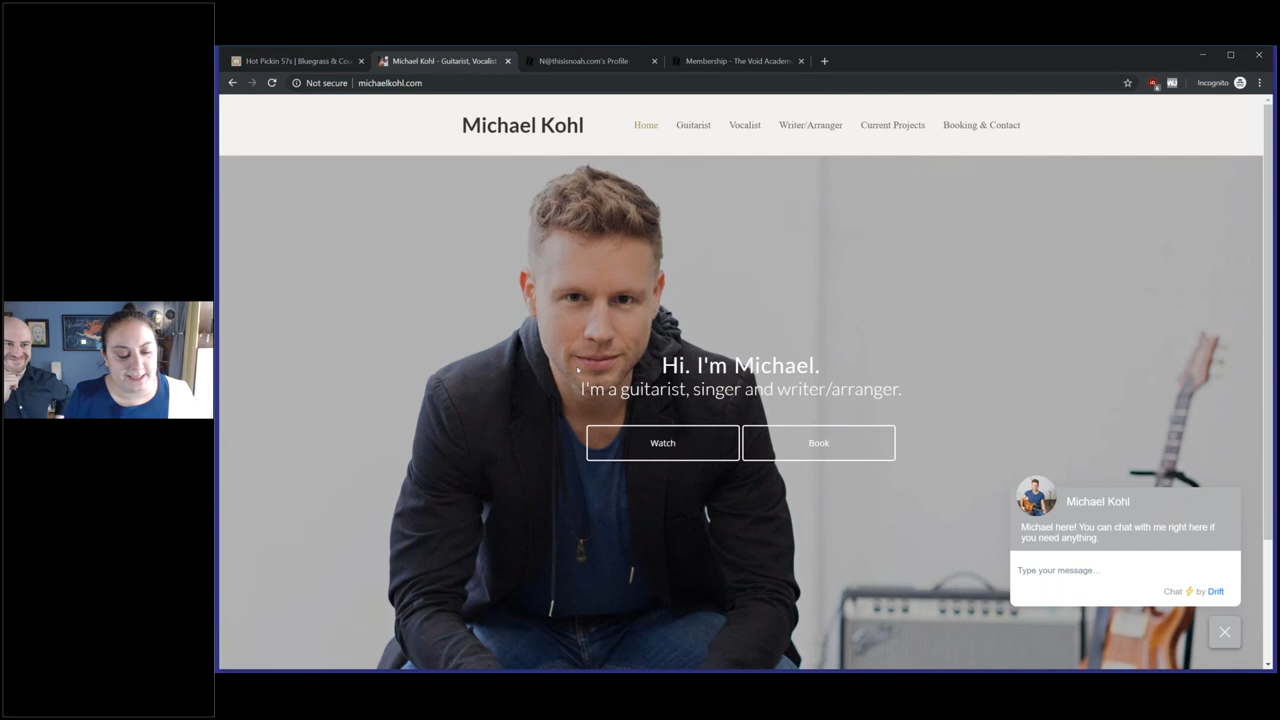 Hot Pickin 57's | Bluegrass & Cou
Michael Kohl - Guitarist, Vocalist
N@thisisnoah.com's Profile
Membership - The Void Academ
Not secure | michaelkohl.com
Incognito
Michael Kohl
Home
Guitarist
Vocalist
Writer/Arranger
Current Projects
Booking & Contact
Hi. I'm Michael.
I'm a guitarist, singer and writer/arranger.
Watch
Book
Michael Kohl
Michael here! You can chat with me right here if
you need anything.
Type your message...
Chat ⚡ by Drift